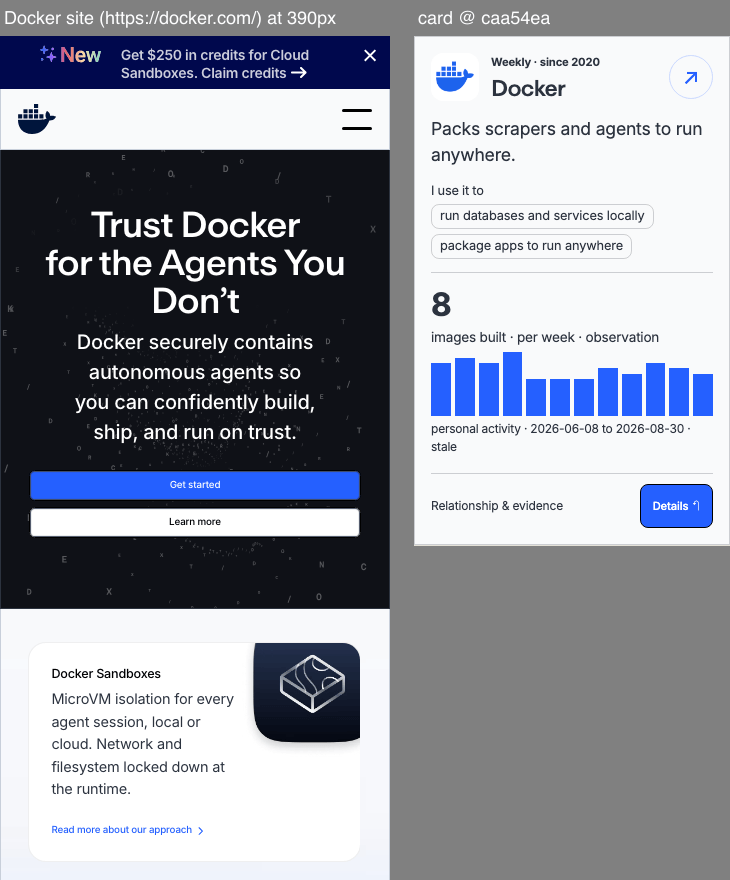 Docker site (https://docker.com/) at 390px
New
Get $250 in credits for Cloud
Sandboxes. Claim credits →
Trust Docker
for the Agents You
Don’t
Docker securely contains
autonomous agents so
you can confidently build,
ship, and run on trust.
Get started
Learn more
Docker Sandboxes
MicroVM isolation for every
agent session, local or
cloud. Network and
filesystem locked down at
the runtime.
Read more about our approach
card @ caa54ea
Weekly · since 2020
Docker
Packs scrapers and agents to run
anywhere.
I use it to
run databases and services locally
package apps to run anywhere
8
images built · per week · observation
personal activity · 2026-06-08 to 2026-08-30 ·
stale
Relationship & evidence
Details